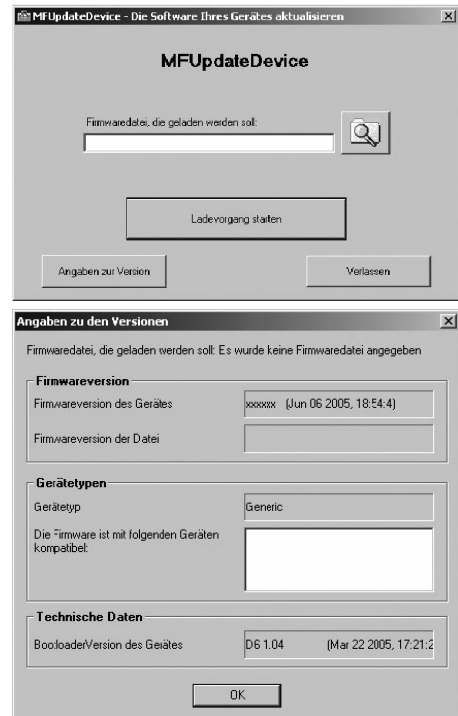 MFUpdateDevice - Die Software Ihres Gerätes aktualisieren
MFUpdateDevice
Firmwaredatei, die geladen werden soll:
Ladevorgang starten
Angaben zur Version
Verlassen
Angaben zu den Versionen
Firmwaredatei, die geladen werden soll: Es wurde keine Firmwaredatei angegeben
Firmwareversion
Firmwareversion des Gerätes
xxxxxx (Jun 06 2005, 18:54:4)
Firmwareversion der Datei
Gerätetypen
Gerätetyp
Generic
Die Firmware ist mit folgenden Geräten
kompatibel:
Technische Daten
BootloaderVersion des Gerätes
D6 1.04 (Mar 22 2005, 17:21:2
OK